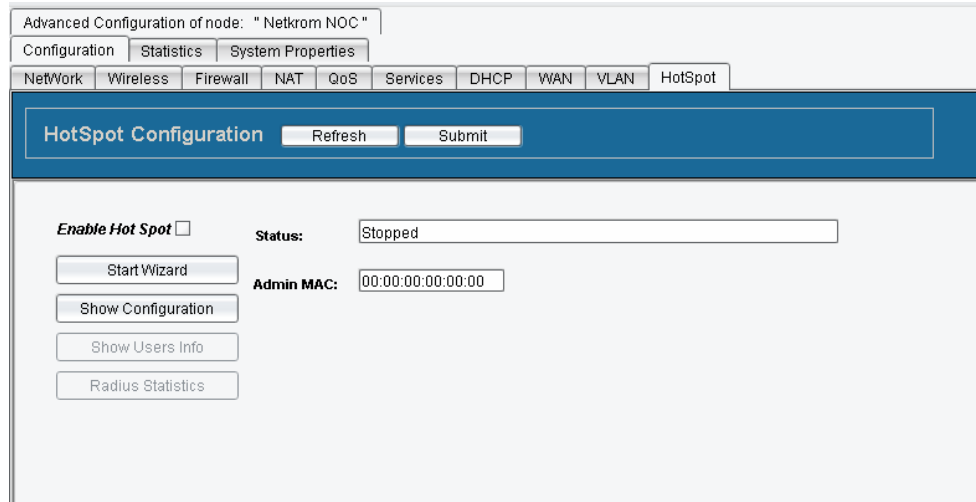 Advanced Configuration of node: " Netkrom NOC "
Configuration Statistics System Properties
NetWork Wireless Firewall NAT QoS Services DHCP WAN VLAN HotSpot
HotSpot Configuration Refresh Submit
Enable Hot Spot Status: Stopped
Start Wizard
Admin MAC: 00:00:00:00:00:00
Show Configuration
Show Users Info
Radius Statistics